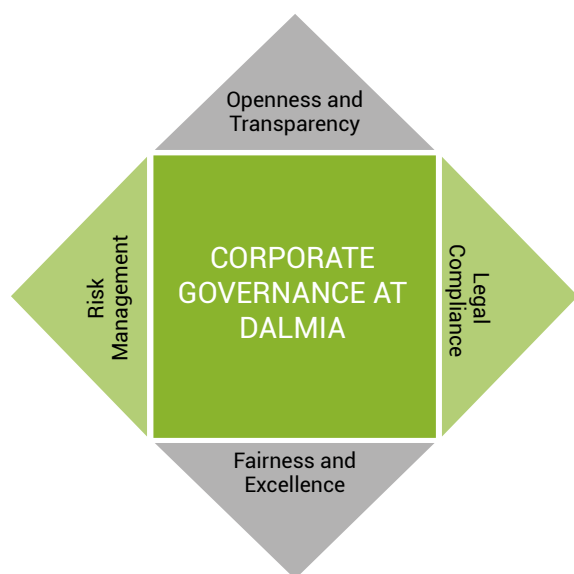 Openness and
Transparency
Risk
Management
CORPORATE
GOVERNANCE AT
DALMIA
Legal
Compliance
Fairness and
Excellence